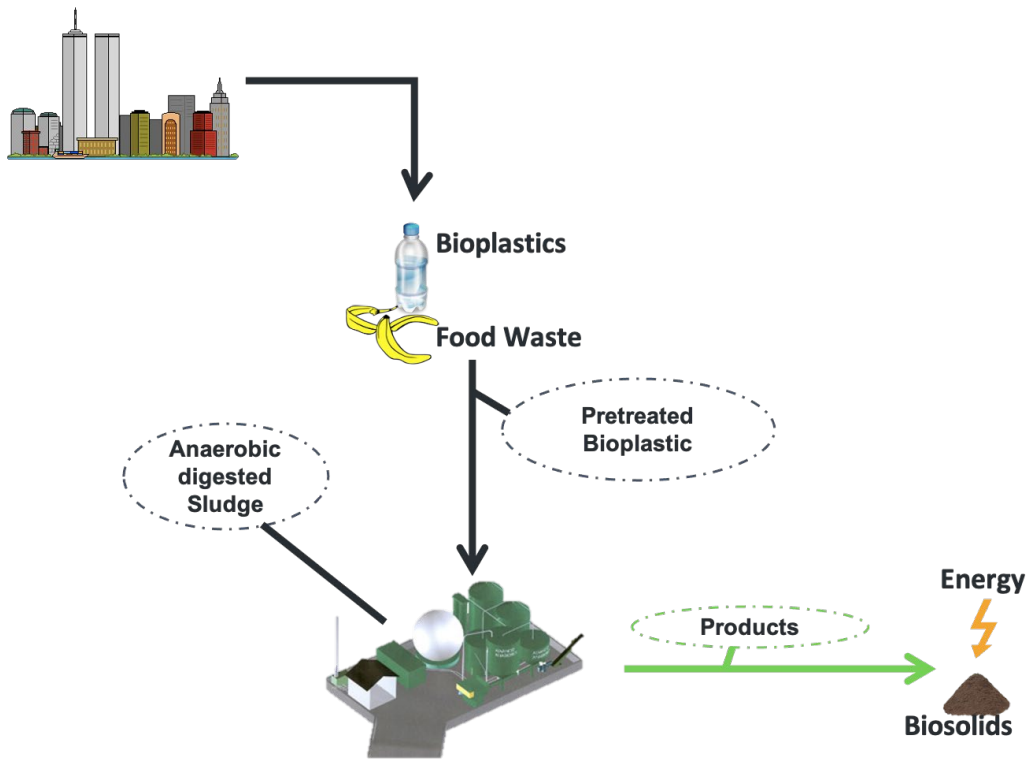 Bioplastics
Food Waste
Pretreated
Bioplastic
Anaerobic
digested
Sludge
Energy
Products
Biosolids